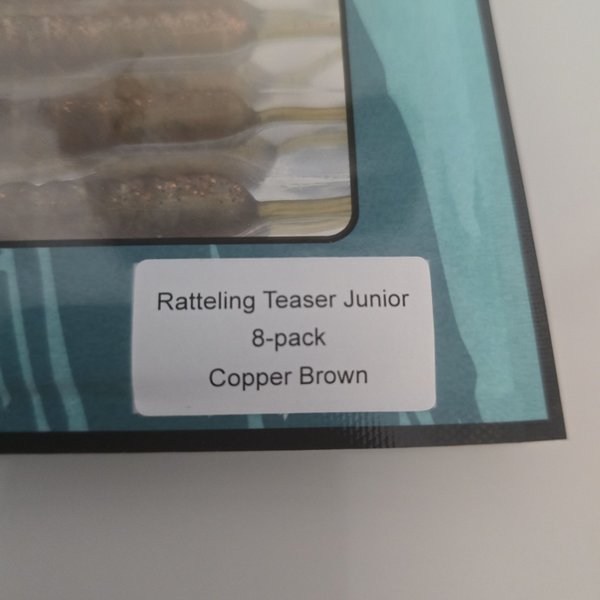 Ratteling Teaser Junior
8-pack
Copper Brown